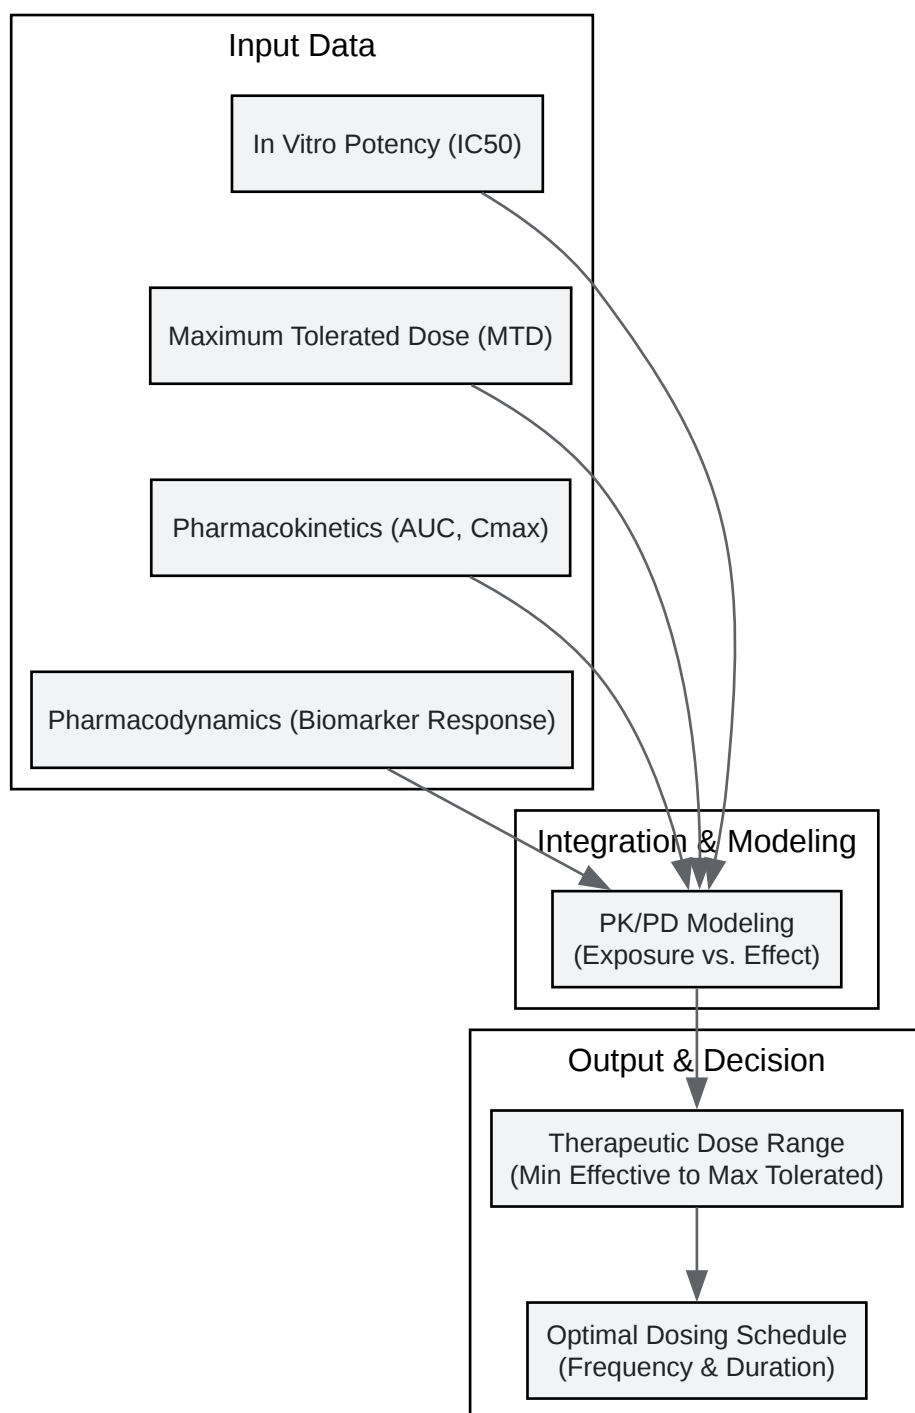 Input Data
In Vitro Potency (IC50)
Maximum Tolerated Dose (MTD)
Pharmacokinetics (AUC, Cmax)
Pharmacodynamics (Biomarker Response)
Integration & Modeling
PK/PD Modeling
(Exposure vs. Effect)
Output & Decision
Therapeutic Dose Range
(Min Effective to Max Tolerated)
Optimal Dosing Schedule
(Frequency & Duration)